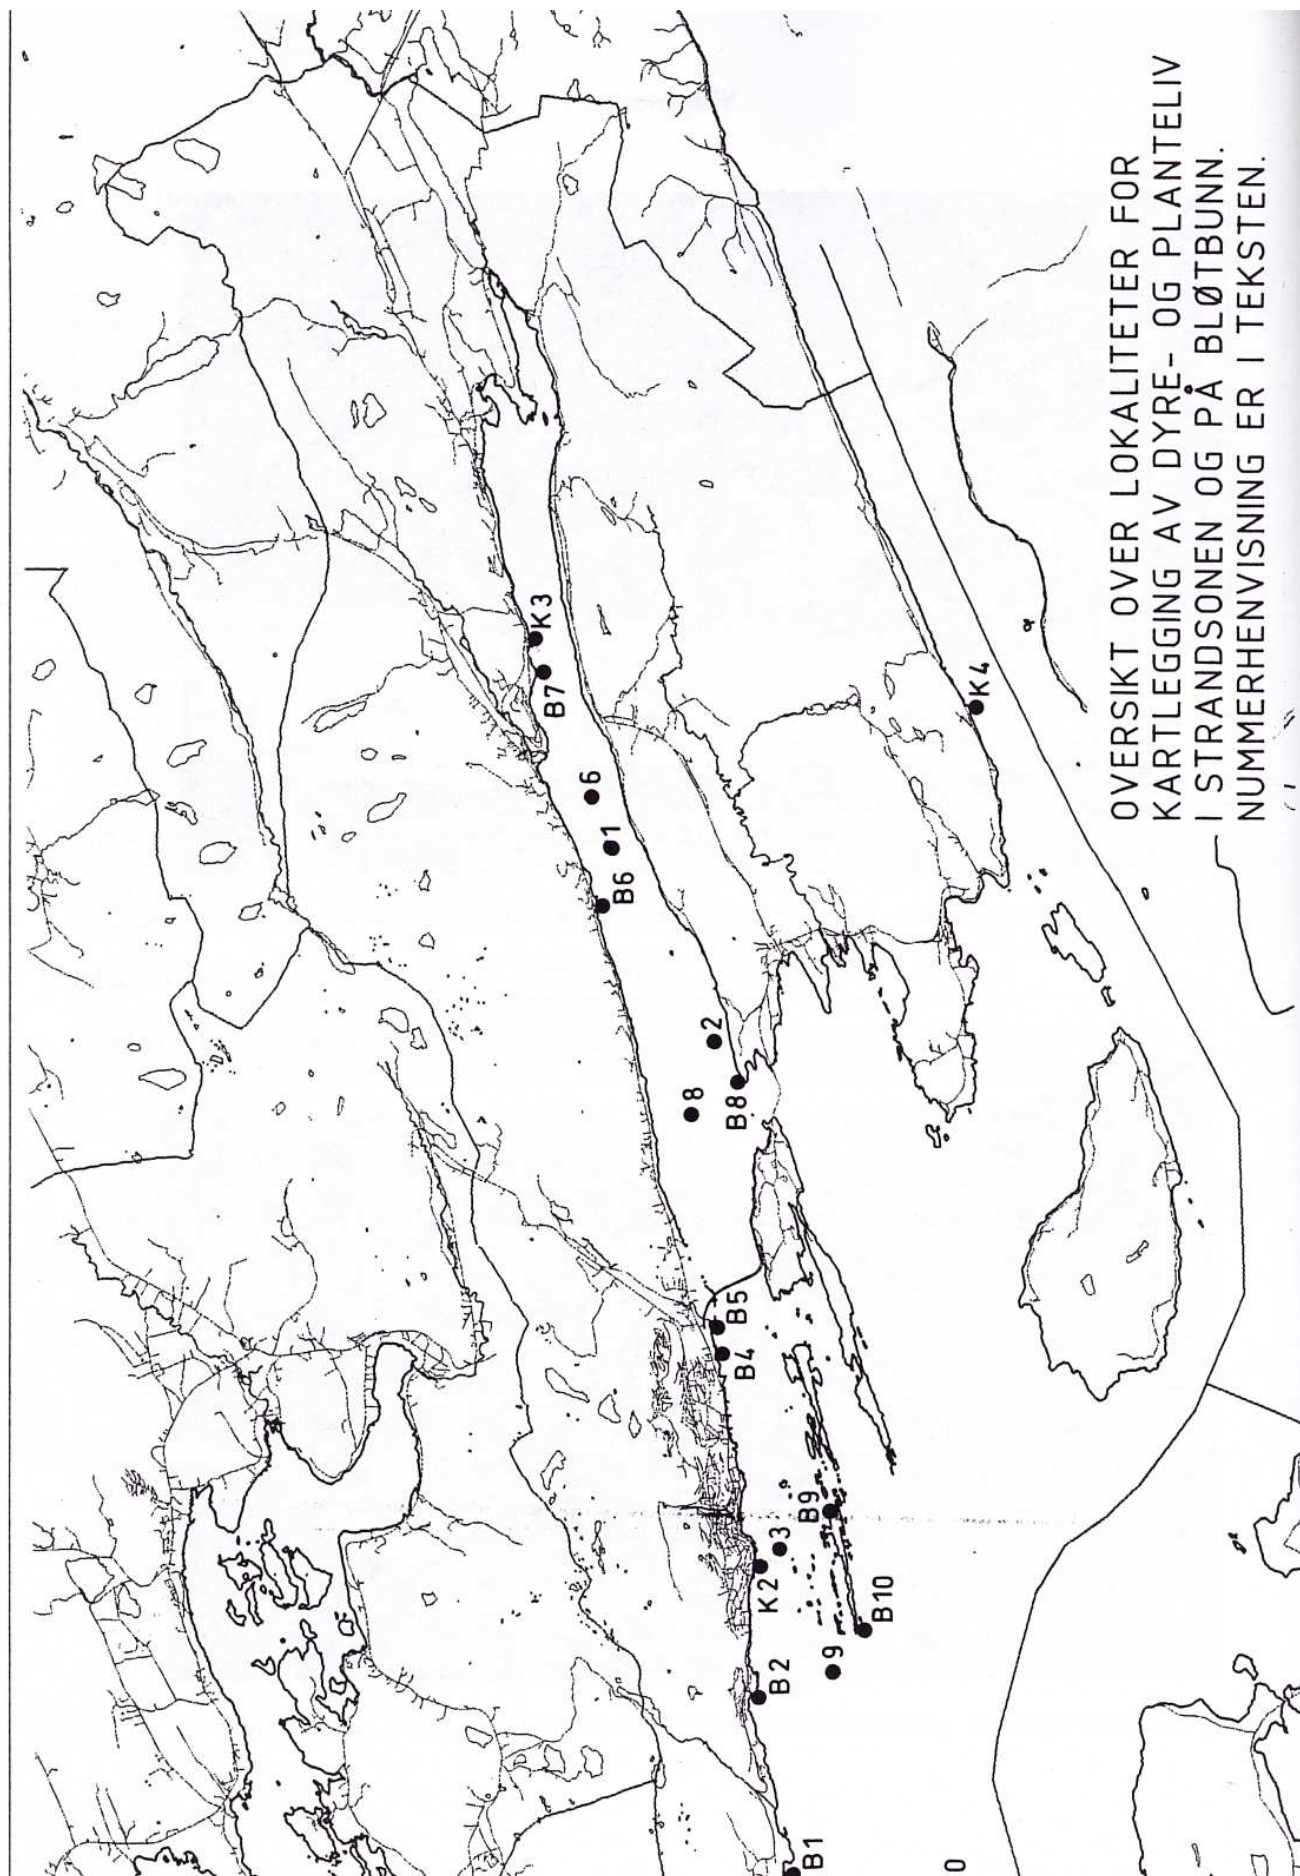 OVERSIKT OVER LOKALITETER FOR
KARTLEGGING AV DYRE- OG PLANTELIV
I STRANDSONEN OG PÅ BLØTBUNN.
NUMMERHENVISNING ER I TEKSTEN.
K3
B7
6
1
B6
K4
2
8
B8
B5
B4
B9
3
K2
B10
9
B2
B1
0